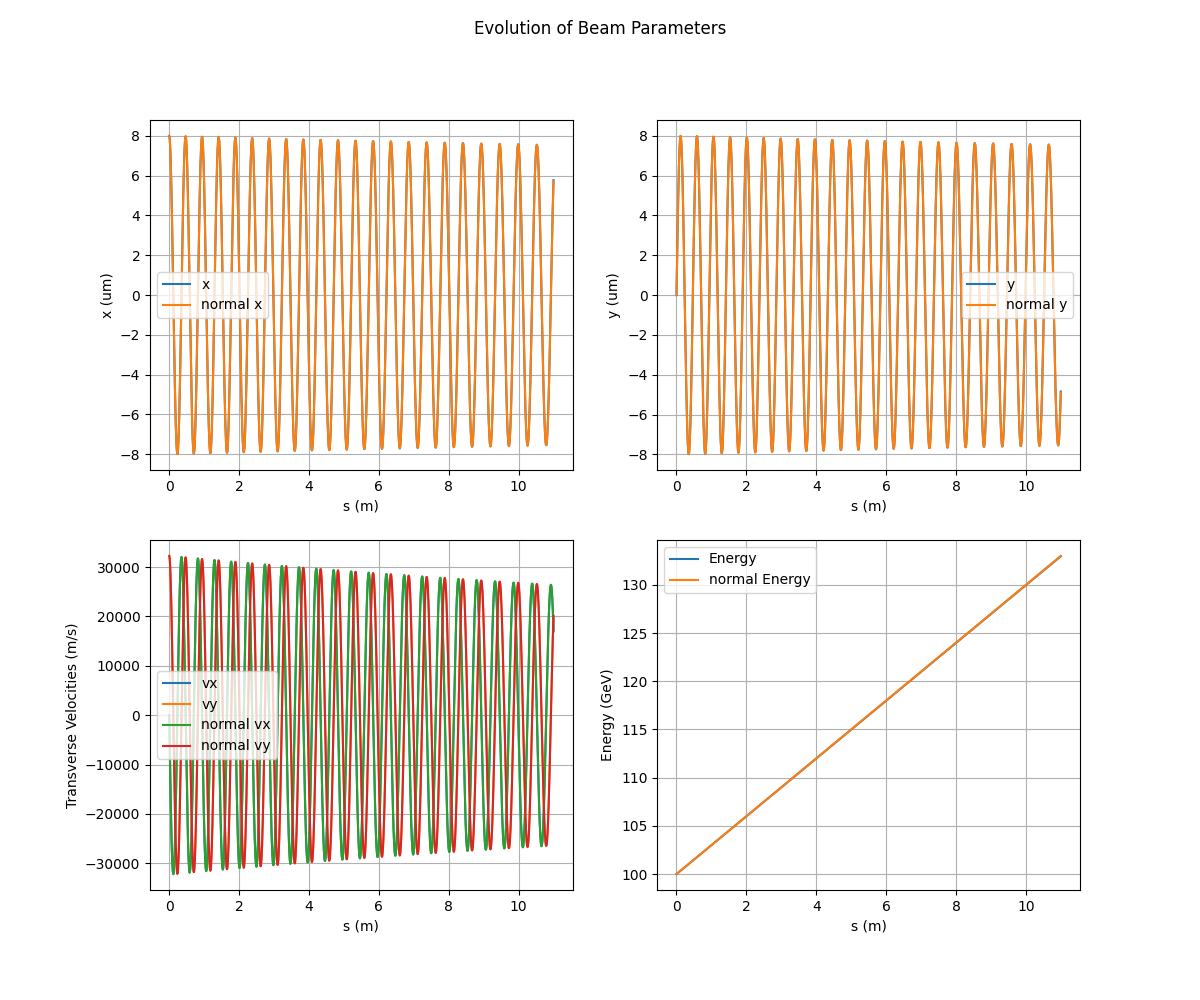 Evolution of Beam Parameters
8
6
4
2
0
−2
−4
−6
−8
x (um)
x
normal x
0 2 4 6 8 10
s (m)
8
6
4
2
0
−2
−4
−6
−8
y (um)
y
normal y
0 2 4 6 8 10
s (m)
30000
20000
10000
0
−10000
−20000
−30000
Transverse Velocities (m/s)
vx
vy
normal vx
normal vy
0 2 4 6 8 10
s (m)
130
125
120
115
110
105
100
Energy (GeV)
Energy
normal Energy
0 2 4 6 8 10
s (m)